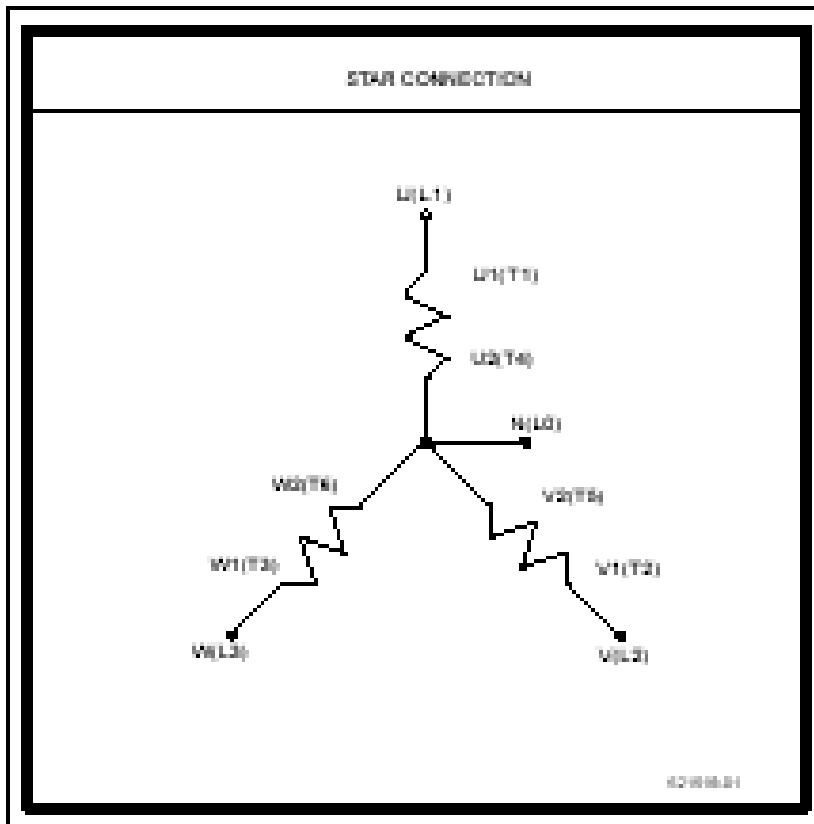 STAR CONNECTION
U(L1)
U1(T1)
U2(T4)
N(L0)
W2(T6)
V2(T5)
W1(T3)
V1(T2)
W(L3)
V(L2)